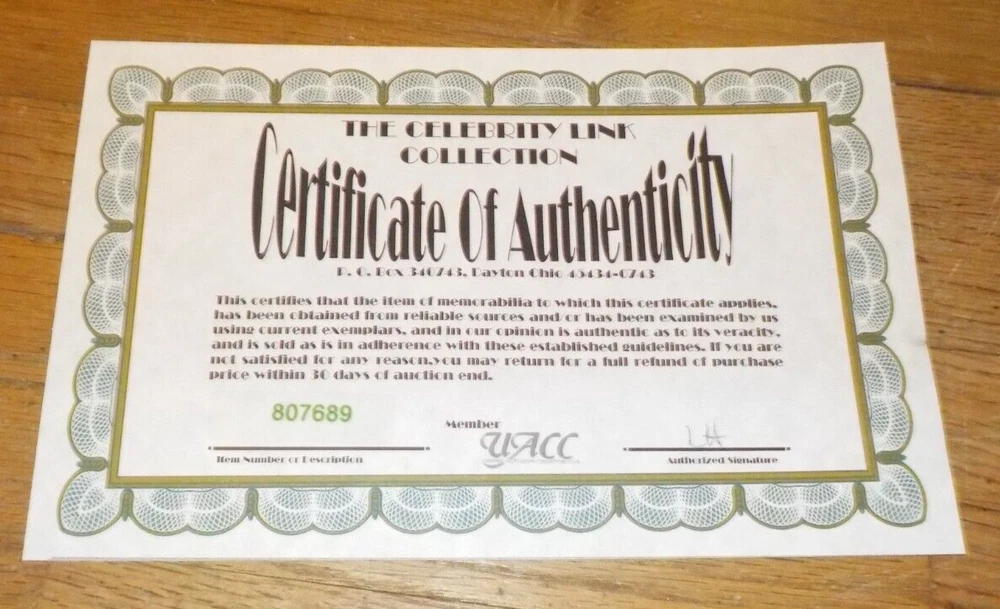 THE CELEBRITY LINK
COLLECTION
Certificate Of Authenticity
P. O. Box 340743, Dayton Ohio 45434-0743
This certifies that the item of memorabilia to which this certificate applies,
has been obtained from reliable sources and/or has been examined by us
using current exemplars, and in our opinion is authentic as to its veracity,
and is sold as is in adherence with these established guidelines. If you are
not satisfied for any reason,you may return for a full refund of purchase
price within 30 days of auction end.
807689
Member
UACC
Item Number or Description
Authorized Signature